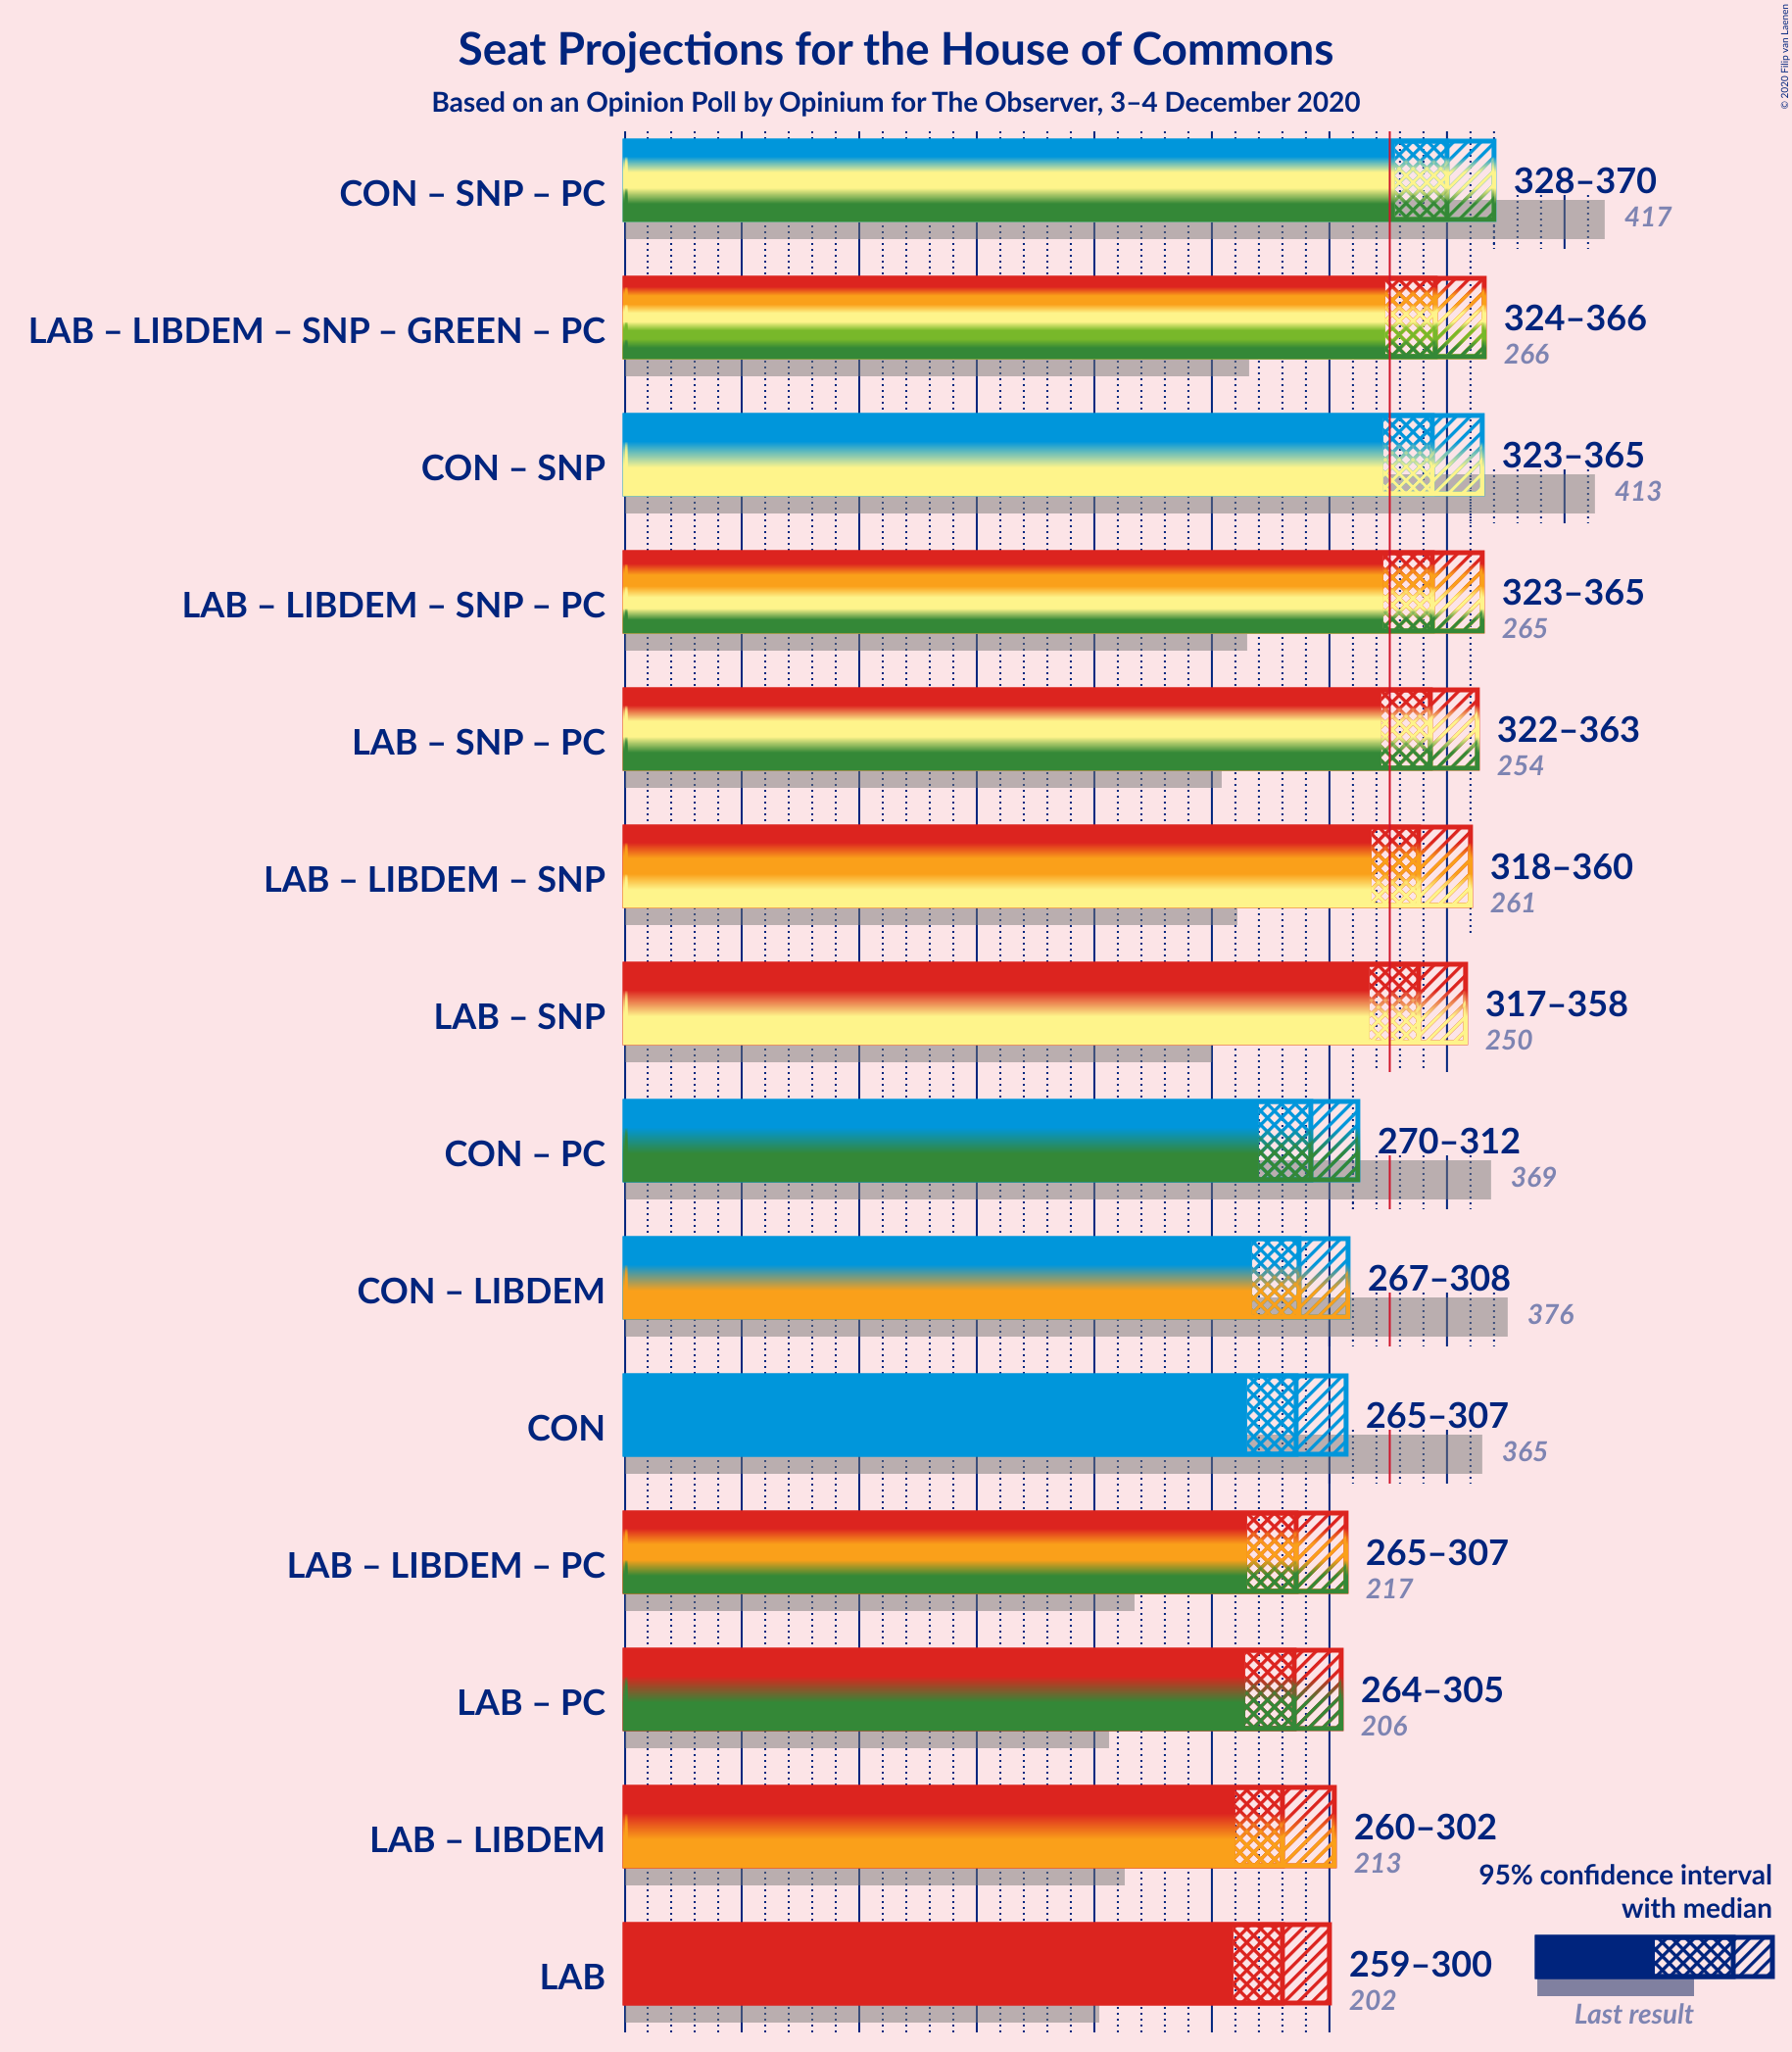 © 2020 Filip van Laenen
Seat Projections for the House of Commons
Based on an Opinion Poll by Opinium for The Observer, 3–4 December 2020
CON – SNP – PC
328–370
417
LAB – LIBDEM – SNP – GREEN – PC
324–366
266
CON – SNP
323–365
413
LAB – LIBDEM – SNP – PC
323–365
265
LAB – SNP – PC
322–363
254
LAB – LIBDEM – SNP
318–360
261
LAB – SNP
317–358
250
CON – PC
270–312
369
CON – LIBDEM
267–308
376
CON
265–307
365
LAB – LIBDEM – PC
265–307
217
LAB – PC
264–305
206
LAB – LIBDEM
260–302
213
LAB
259–300
202
95% confidence interval
with median
Last result